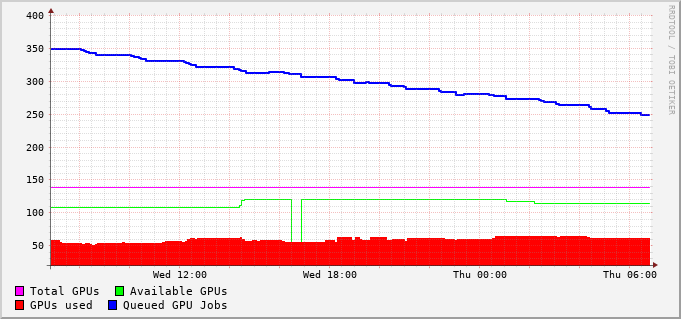 400
350
300
250
200
150
100
50
Wed 12:00 Wed 18:00 Thu 00:00 Thu 06:00
Total GPUs Available GPUs
GPUs used Queued GPU Jobs
RRDTOOL / TOBI OETIKER